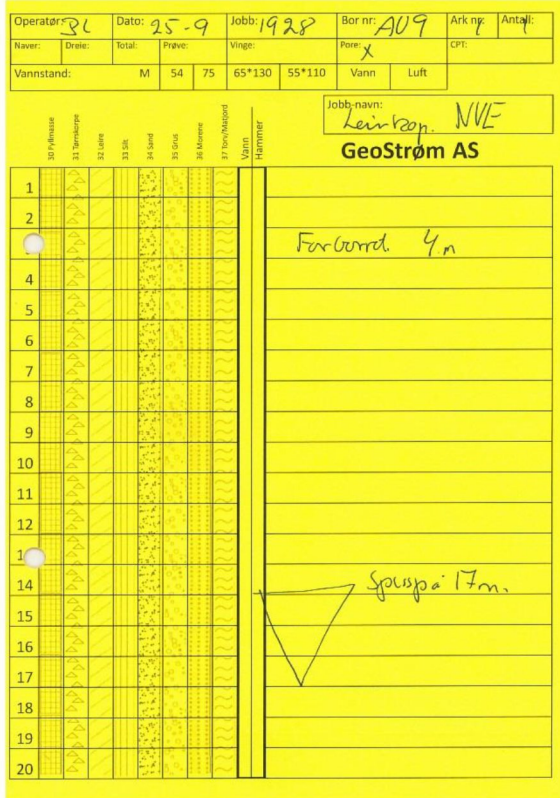 Operatør: BL Dato: 25-9 Jobb: 1928 Bor nr: AU9 Ark nr: 1 Antall: 1
Naver: Dreie: Total: Prøve: Vinge: Pore: X CPT:
Vannstand: M 54 75 65*130 55*110 Vann Luft
Jobb-navn:
NVE
GeoStrøm AS
30 Fyllmasse
31 Tørrskorpe
32 Leire
33 Silt
34 Sand
35 Grus
36 Morene
37 Torv/Matjord
Vann
Hammer
1
2
Forborret 4 m
4
5
6
7
8
9
10
11
12
1
14 Spiss på 17 m.
15
16
17
18
19
20